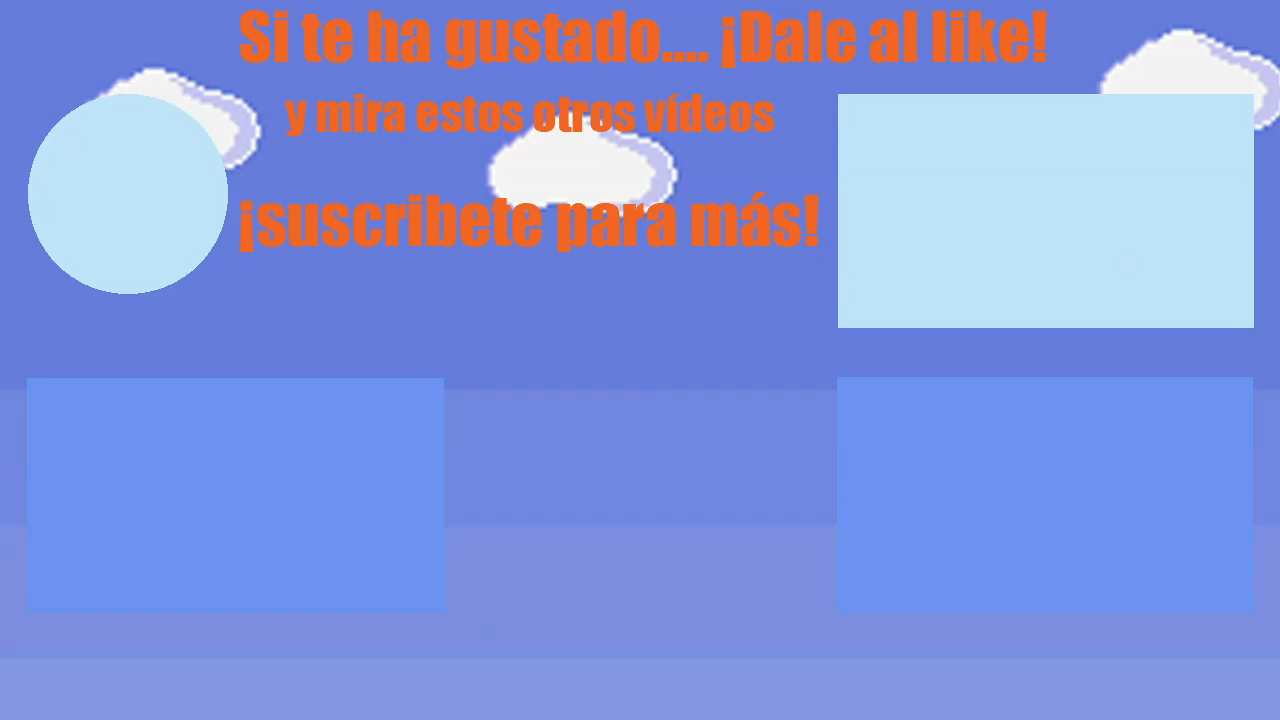 Si te ha gustado.... ¡Dale al like!
y mira estos otros vídeos
¡suscribete para más!